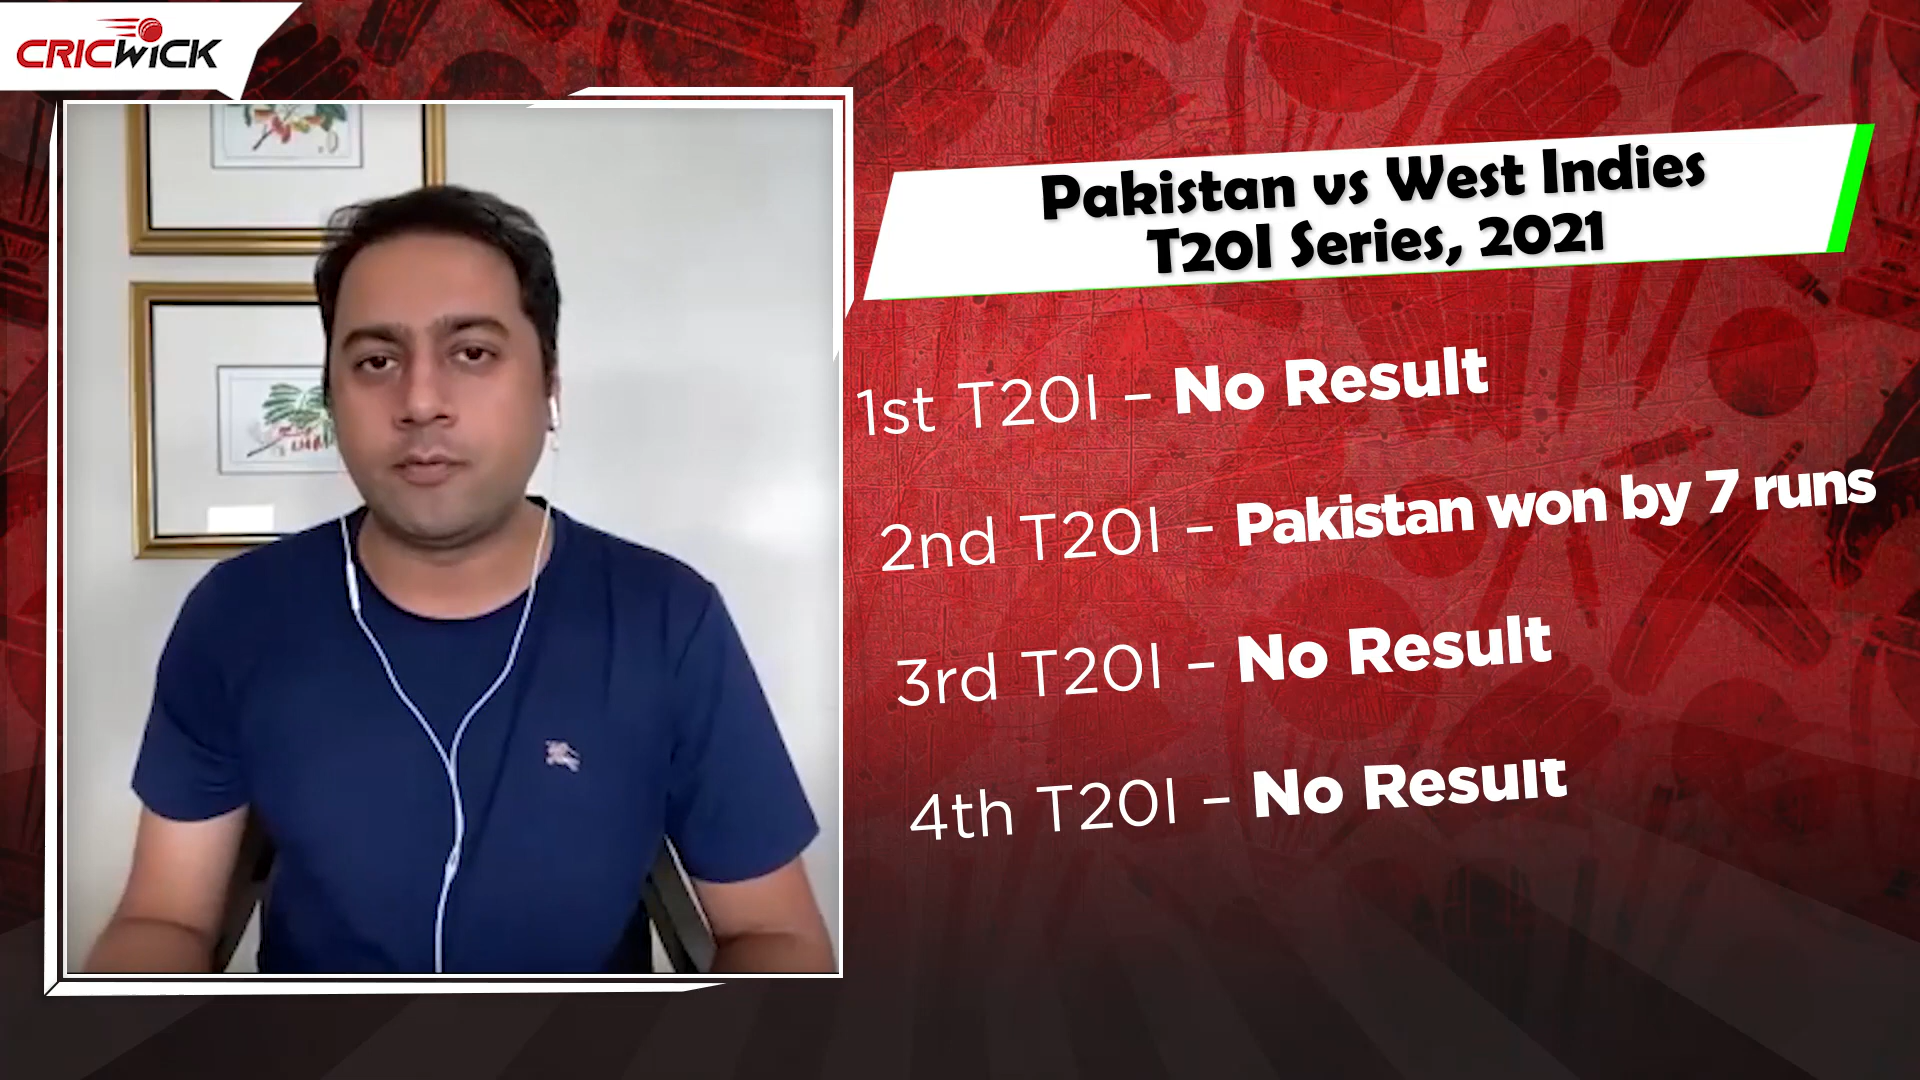 CRICWICK
Pakistan vs West Indies
T20I Series, 2021
1st T20I – No Result
2nd T20I – Pakistan won by 7 runs
3rd T20I – No Result
4th T20I – No Result